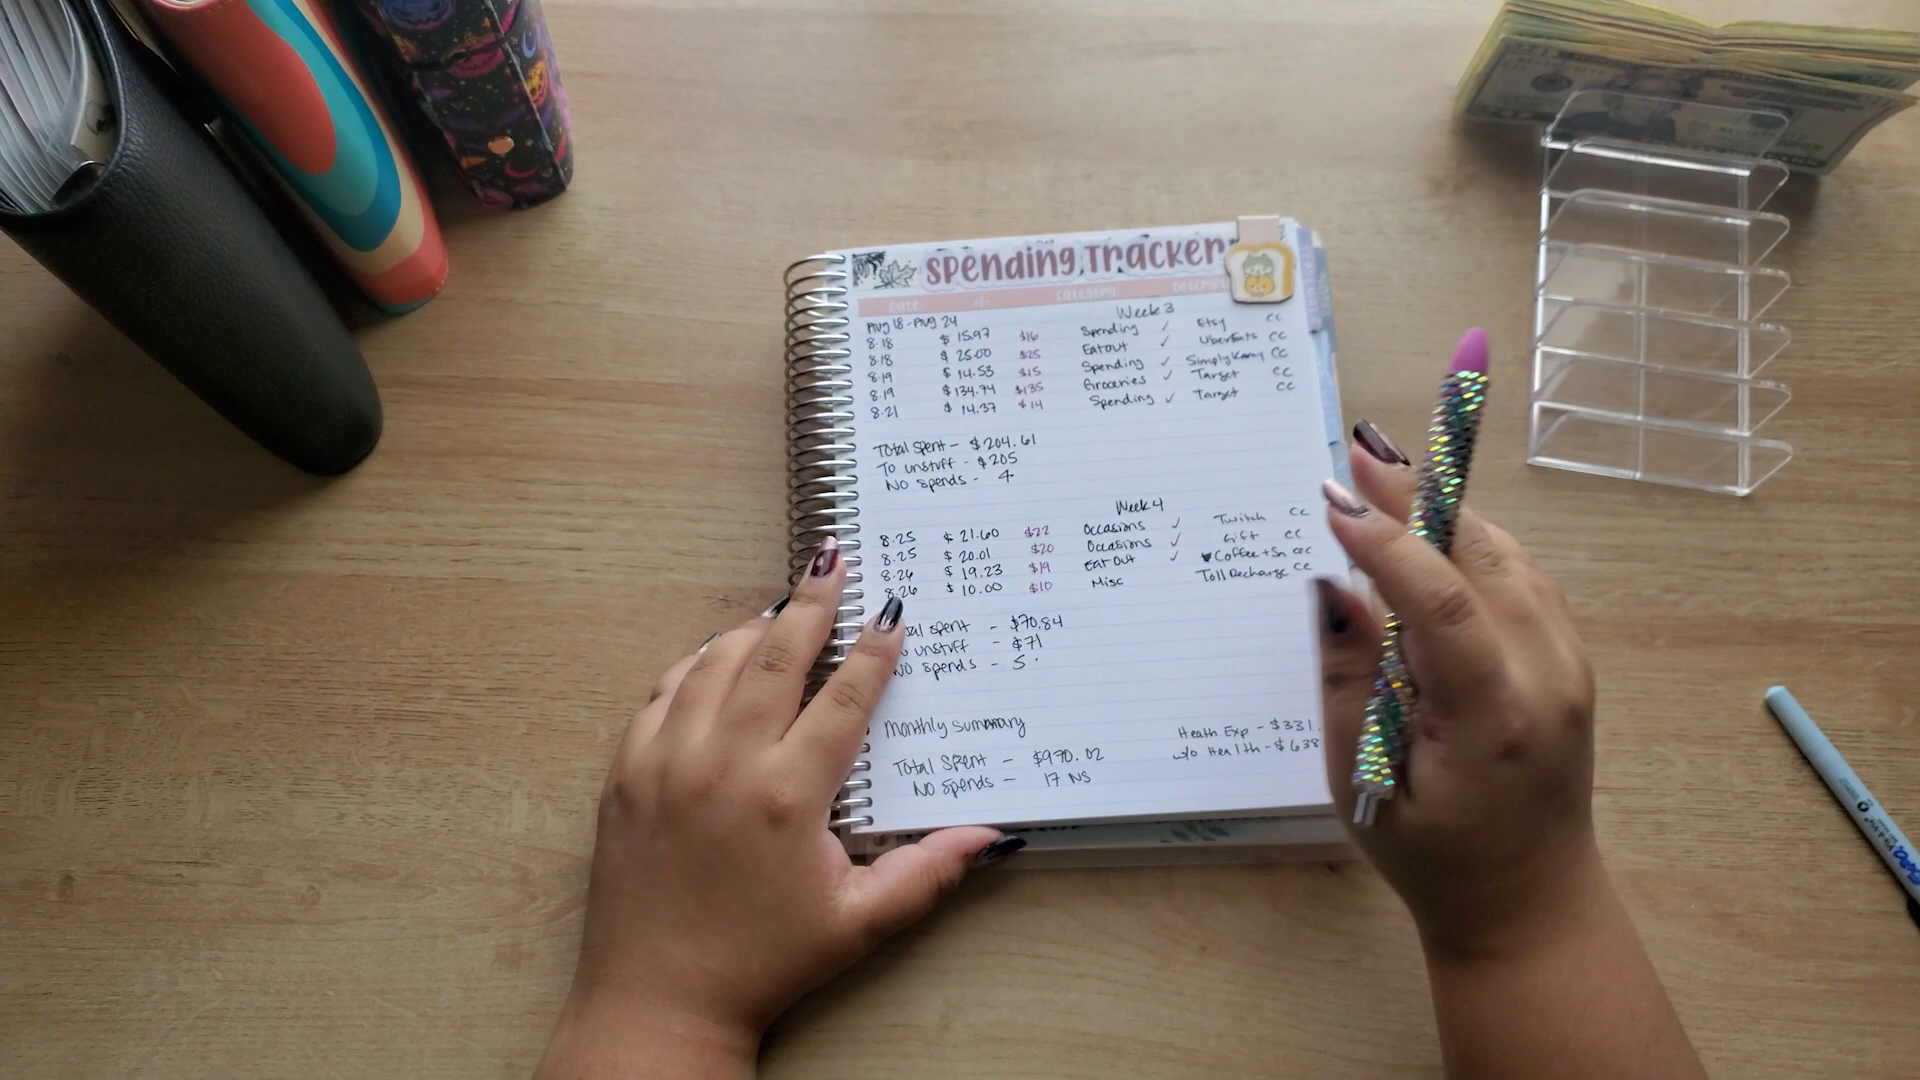 Spending Tracker
Date +/- Category
Aug 18 - Aug 24 Week 3
8.18 $ 15.97 $16 Spending ✓ Etsy CC
8.18 $ 25.00 $25 Eat out ✓ UberEats CC
8.19 $ 14.53 $15 Spending ✓ SimplyKamy CC
8.19 $ 134.74 $135 Groceries ✓ Target CC
8.21 $ 14.37 $14 Spending ✓ Target CC
Total Spent - $204.61
To unstuff - $205
No Spends - 4
Week 4
8.25 $ 21.60 $22 Occasions ✓ Twitch CC
8.25 $ 20.01 $20 Occasions ✓ Gift CC
8.26 $ 19.23 $19 Eat Out ✓ Coffee + Sn CC
8.26 $ 10.00 $10 Misc Toll Recharge CC
spent - $70.84
unstuff - $71
No Spends - 5
Monthly Summary
Heath Exp - $331.
Total Spent - $970.02 w/o Health - $638
No Spends - 17 NS